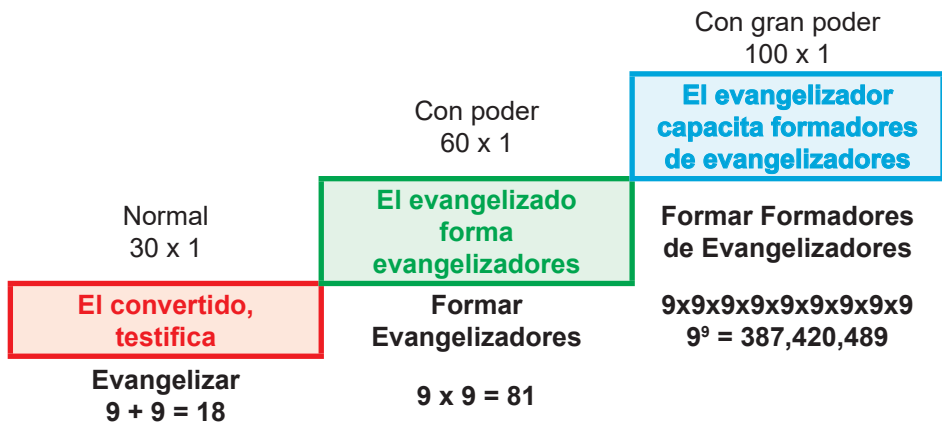 Normal
30 x 1
El convertido,
testifica
Evangelizar
9 + 9 = 18
Con poder
60 x 1
El evangelizado
forma
evangelizadores
Formar
Evangelizadores
9 x 9 = 81
Con gran poder
100 x 1
El evangelizador
capacita formadores
de evangelizadores
Formar Formadores
de Evangelizadores
9x9x9x9x9x9x9x9x9
9⁹ = 387,420,489